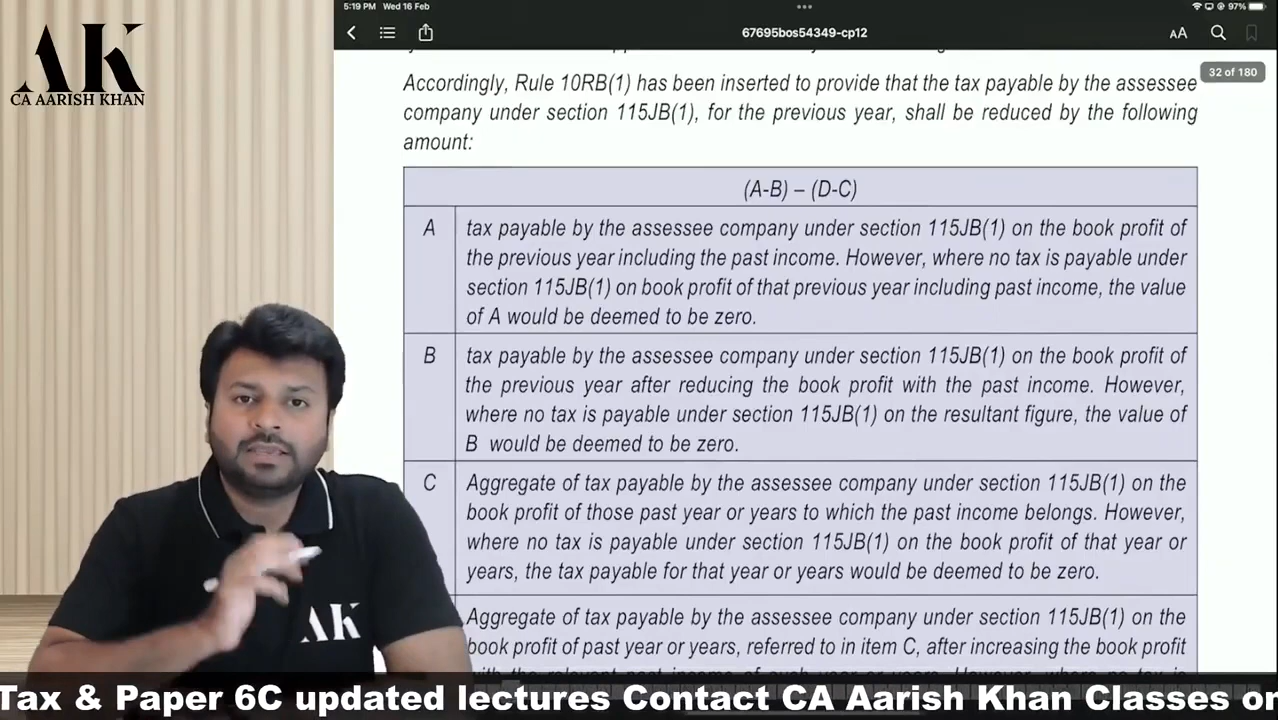 5:19 PM Wed 16 Feb
97%
67695bos54349-cp12
AA
32 of 180
AK
CA AARISH KHAN
Accordingly, Rule 10RB(1) has been inserted to provide that the tax payable by the assessee
company under section 115JB(1), for the previous year, shall be reduced by the following
amount:
(A-B) – (D-C)
A
tax payable by the assessee company under section 115JB(1) on the book profit of
the previous year including the past income. However, where no tax is payable under
section 115JB(1) on book profit of that previous year including past income, the value
of A would be deemed to be zero.
B
tax payable by the assessee company under section 115JB(1) on the book profit of
the previous year after reducing the book profit with the past income. However,
where no tax is payable under section 115JB(1) on the resultant figure, the value of
B would be deemed to be zero.
C
Aggregate of tax payable by the assessee company under section 115JB(1) on the
book profit of those past year or years to which the past income belongs. However,
where no tax is payable under section 115JB(1) on the book profit of that year or
years, the tax payable for that year or years would be deemed to be zero.
Aggregate of tax payable by the assessee company under section 115JB(1) on the
book profit of past year or years, referred to in item C, after increasing the book profit
AK
Tax & Paper 6C updated lectures Contact CA Aarish Khan Classes on